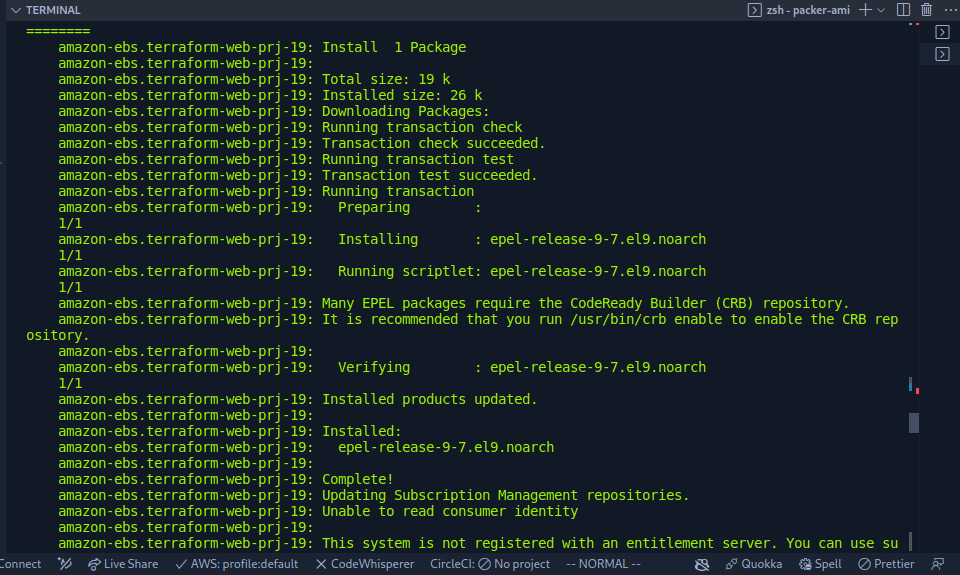 TERMINAL
zsh - packer-ami
========
amazon-ebs.terraform-web-prj-19: Install  1 Package
amazon-ebs.terraform-web-prj-19:
amazon-ebs.terraform-web-prj-19: Total size: 19 k
amazon-ebs.terraform-web-prj-19: Installed size: 26 k
amazon-ebs.terraform-web-prj-19: Downloading Packages:
amazon-ebs.terraform-web-prj-19: Running transaction check
amazon-ebs.terraform-web-prj-19: Transaction check succeeded.
amazon-ebs.terraform-web-prj-19: Running transaction test
amazon-ebs.terraform-web-prj-19: Transaction test succeeded.
amazon-ebs.terraform-web-prj-19: Running transaction
amazon-ebs.terraform-web-prj-19:   Preparing        :
1/1
amazon-ebs.terraform-web-prj-19:   Installing       : epel-release-9-7.el9.noarch
1/1
amazon-ebs.terraform-web-prj-19:   Running scriptlet: epel-release-9-7.el9.noarch
1/1
amazon-ebs.terraform-web-prj-19: Many EPEL packages require the CodeReady Builder (CRB) repository.
amazon-ebs.terraform-web-prj-19: It is recommended that you run /usr/bin/crb enable to enable the CRB rep
ository.
amazon-ebs.terraform-web-prj-19:
amazon-ebs.terraform-web-prj-19:   Verifying        : epel-release-9-7.el9.noarch
1/1
amazon-ebs.terraform-web-prj-19: Installed products updated.
amazon-ebs.terraform-web-prj-19:
amazon-ebs.terraform-web-prj-19: Installed:
amazon-ebs.terraform-web-prj-19:   epel-release-9-7.el9.noarch
amazon-ebs.terraform-web-prj-19:
amazon-ebs.terraform-web-prj-19: Complete!
amazon-ebs.terraform-web-prj-19: Updating Subscription Management repositories.
amazon-ebs.terraform-web-prj-19: Unable to read consumer identity
amazon-ebs.terraform-web-prj-19:
amazon-ebs.terraform-web-prj-19: This system is not registered with an entitlement server. You can use su
Connect Live Share AWS: profile:default CodeWhisperer CircleCI: No project -- NORMAL -- Quokka Spell Prettier